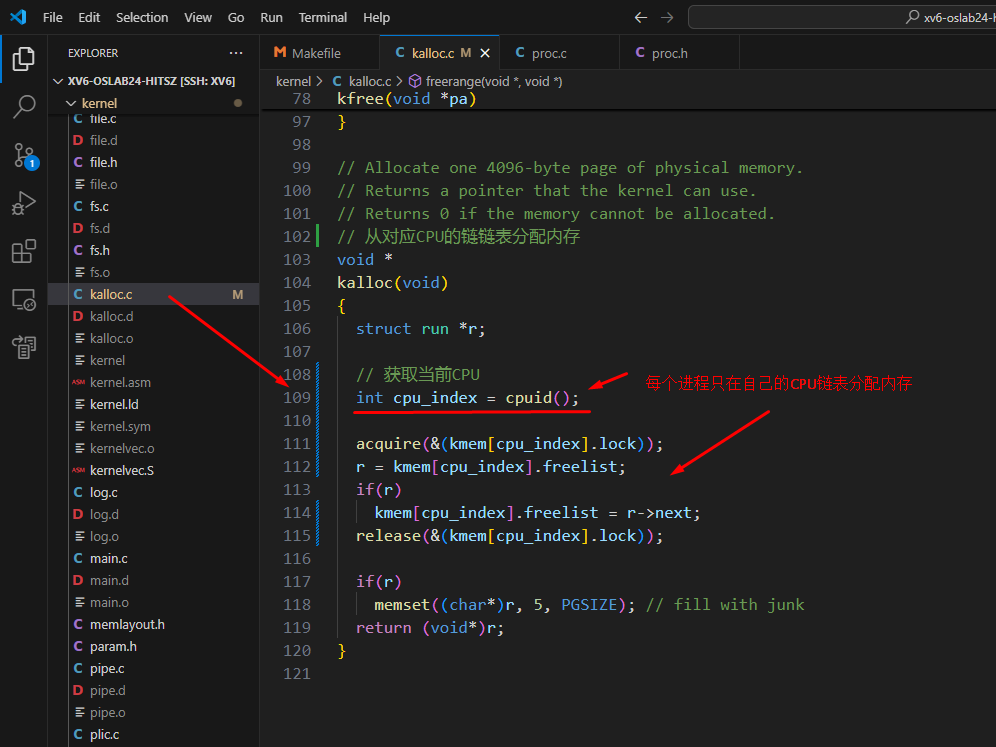 File Edit Selection View Go Run Terminal Help
xv6-oslab24-H
EXPLORER
M Makefile
C kalloc.c M
C proc.c
C proc.h
XV6-OSLAB24-HITSZ [SSH: XV6]
kernel > C kalloc.c > freerange(void *, void *)
kernel
C file.c
D file.d
C file.h
file.o
C fs.c
D fs.d
C fs.h
fs.o
C kalloc.c M
D kalloc.d
kalloc.o
kernel
ASM kernel.asm
kernel.ld
kernel.sym
kernelvec.o
ASM kernelvec.S
C log.c
D log.d
log.o
C main.c
D main.d
main.o
C memlayout.h
C param.h
C pipe.c
D pipe.d
pipe.o
C plic.c
1
78 kfree(void *pa)
97 }
98
99 // Allocate one 4096-byte page of physical memory.
100 // Returns a pointer that the kernel can use.
101 // Returns 0 if the memory cannot be allocated.
102 // 从对应CPU的链链表分配内存
103 void *
104 kalloc(void)
105 {
106 struct run *r;
107
108 // 获取当前CPU
109 int cpu_index = cpuid();
每个进程只在自己的CPU链表分配内存
110
111 acquire(&(kmem[cpu_index].lock));
112 r = kmem[cpu_index].freelist;
113 if(r)
114 kmem[cpu_index].freelist = r->next;
115 release(&(kmem[cpu_index].lock));
116
117 if(r)
118 memset((char*)r, 5, PGSIZE); // fill with junk
119 return (void*)r;
120 }
121